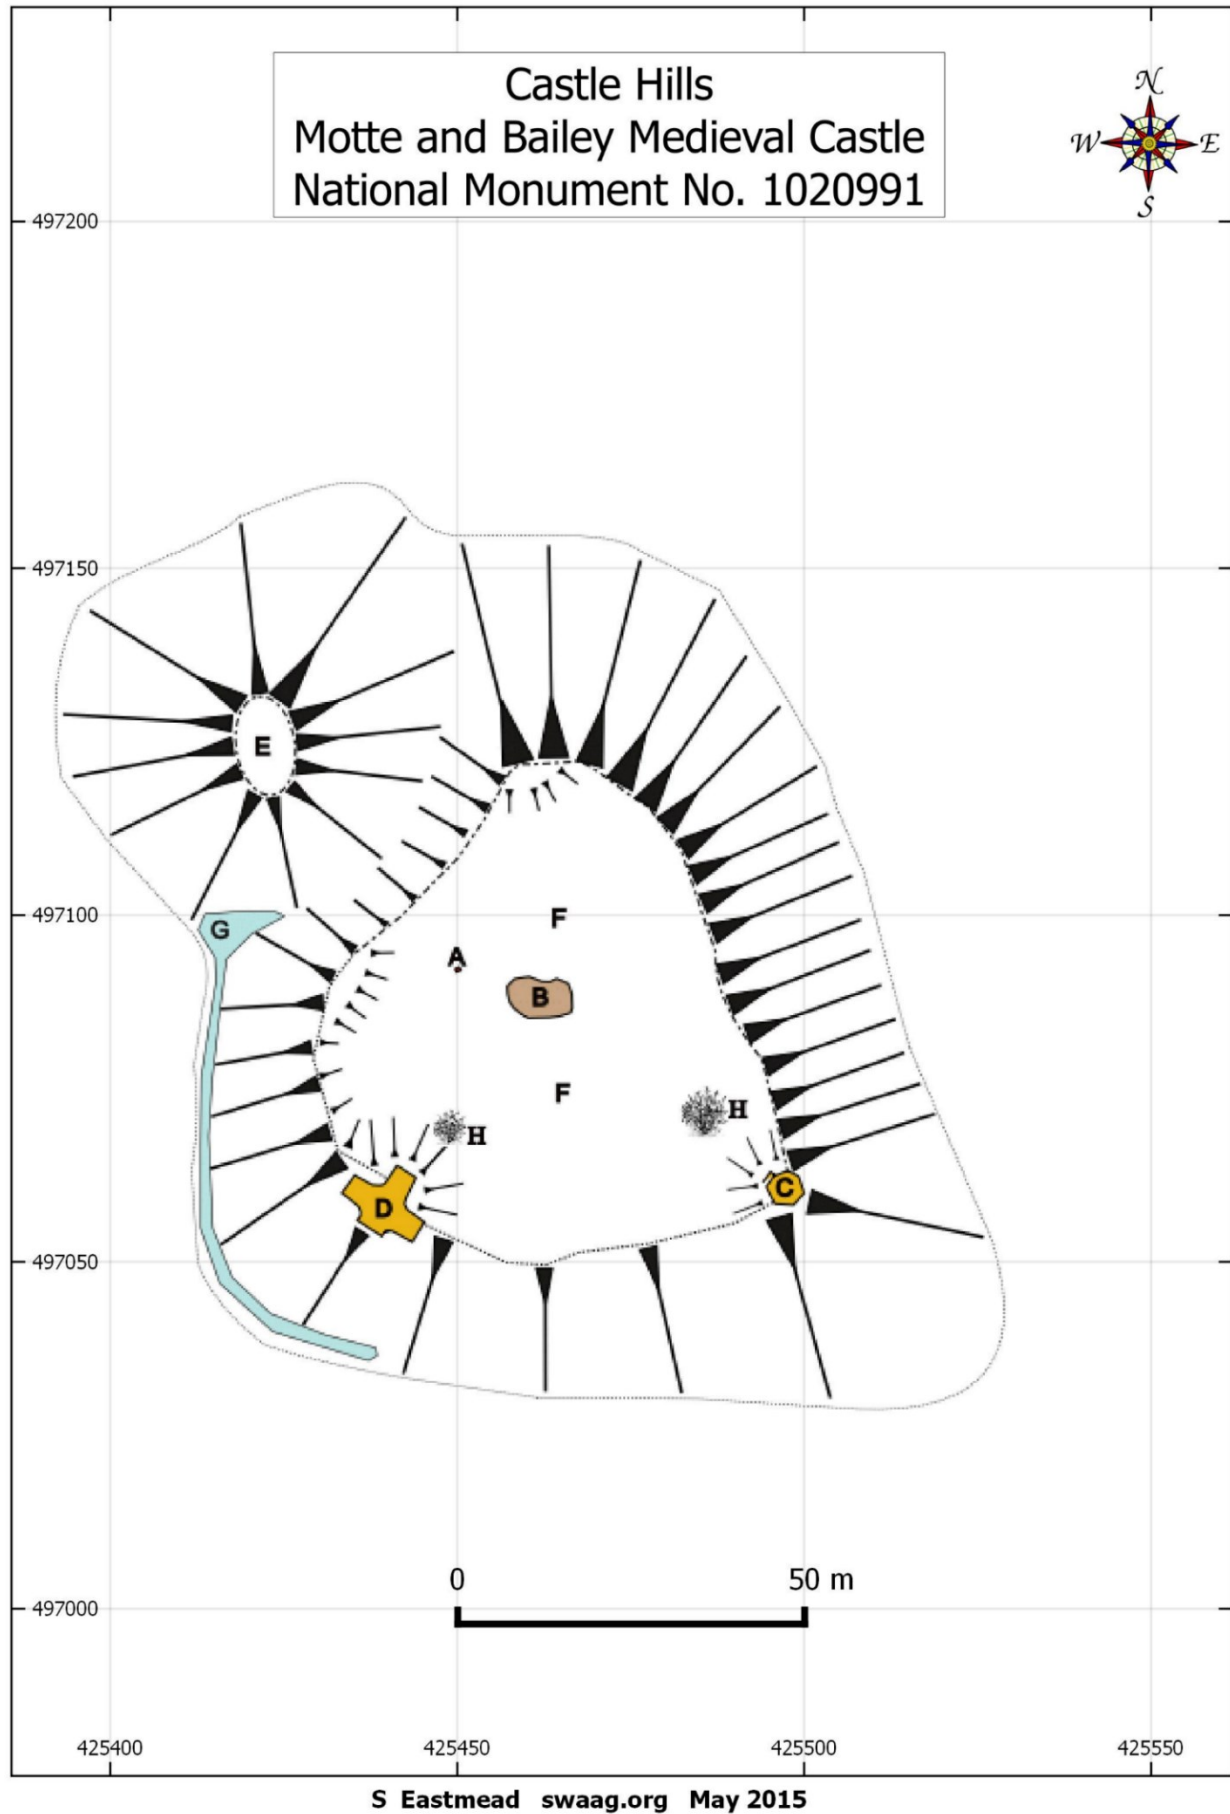 Castle Hills
Motte and Bailey Medieval Castle
National Monument No. 1020991
N
W E
S
497200
497150
E
497100
G
F
A
B
F
H
H
C
D
497050
0 50 m
497000
425400 425450 425500 425550
S Eastmead swaag.org May 2015